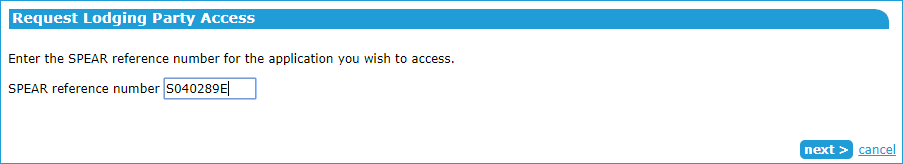 Request Lodging Party Access
Enter the SPEAR reference number for the application you wish to access.
SPEAR reference number S040289E
next > cancel